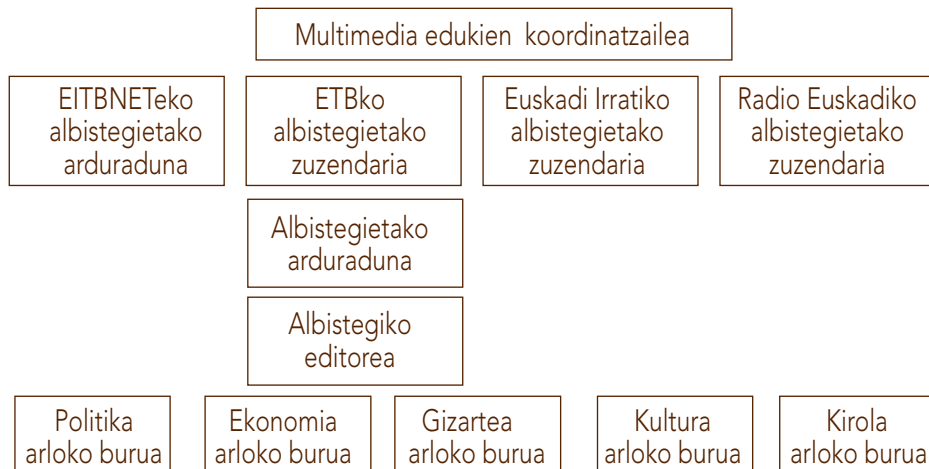 Multimedia edukien koordinatzailea
EITBNETeko
albistegietako
arduraduna
ETBko
albistegietako
zuzendaria
Euskadi Irratiko
albistegietako
zuzendaria
Radio Euskadiko
albistegietako
zuzendaria
Albistegietako
arduraduna
Albistegiko
editorea
Politika
arloko burua
Ekonomia
arloko burua
Gizartea
arloko burua
Kultura
arloko burua
Kirola
arloko burua